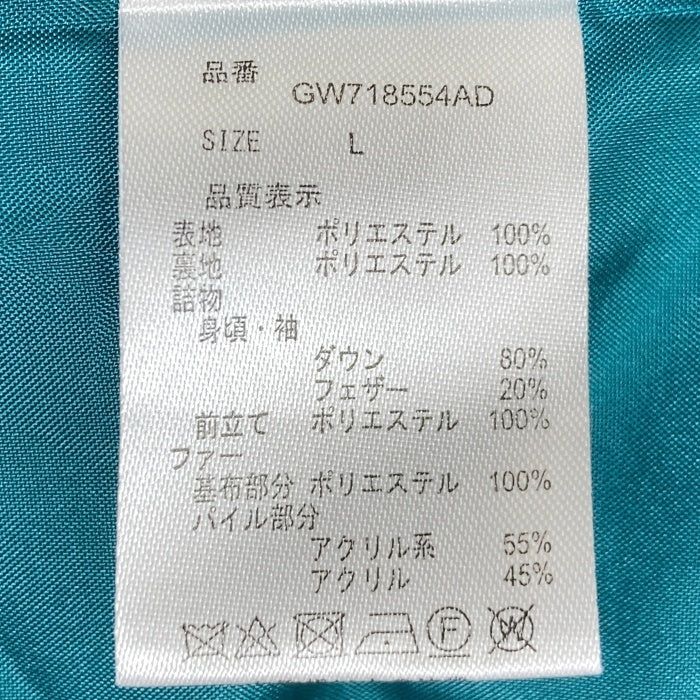 品番 GW718554AD
SIZE L
品質表示
表地 ポリエステル 100%
裏地 ポリエステル 100%
詰物
身頃・袖
ダウン 80%
フェザー 20%
前立て ポリエステル 100%
ファー
基布部分 ポリエステル 100%
パイル部分
アクリル系 55%
アクリル 45%
F W